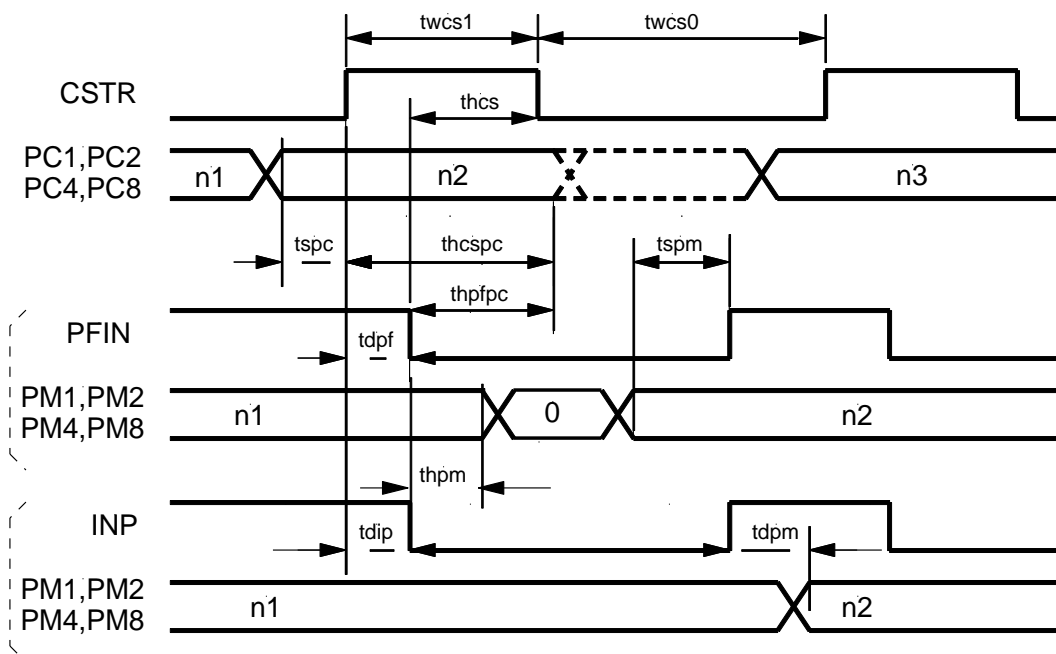 twcs1 twcs0
CSTR
thcs
PC1,PC2
PC4,PC8
n1 n2 n3
tspc thcspc tspm
thpfpc
PFIN
tdpf
PM1,PM2
PM4,PM8
n1 0 n2
thpm
INP
tdip tdpm
PM1,PM2
PM4,PM8
n1 n2